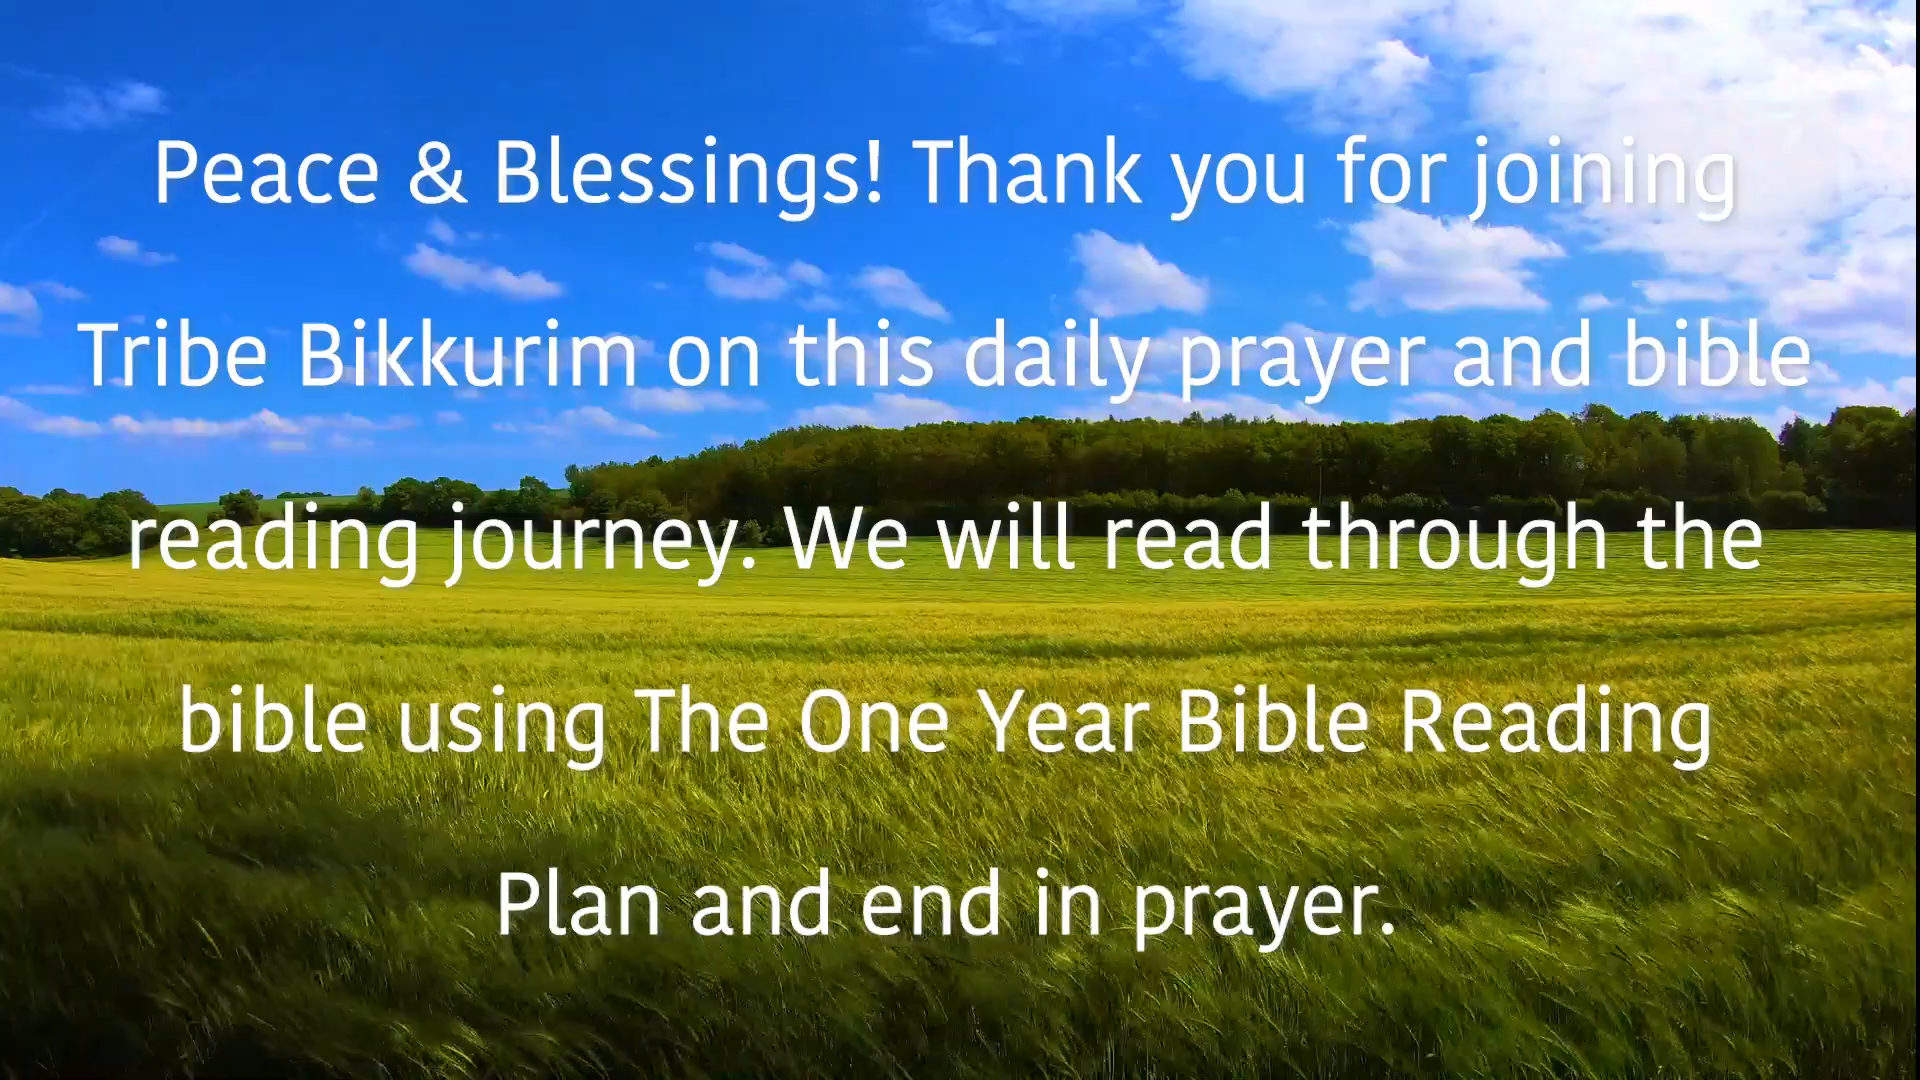 Peace & Blessings! Thank you for joining
Tribe Bikkurim on this daily prayer and bible
reading journey. We will read through the
bible using The One Year Bible Reading
Plan and end in prayer.